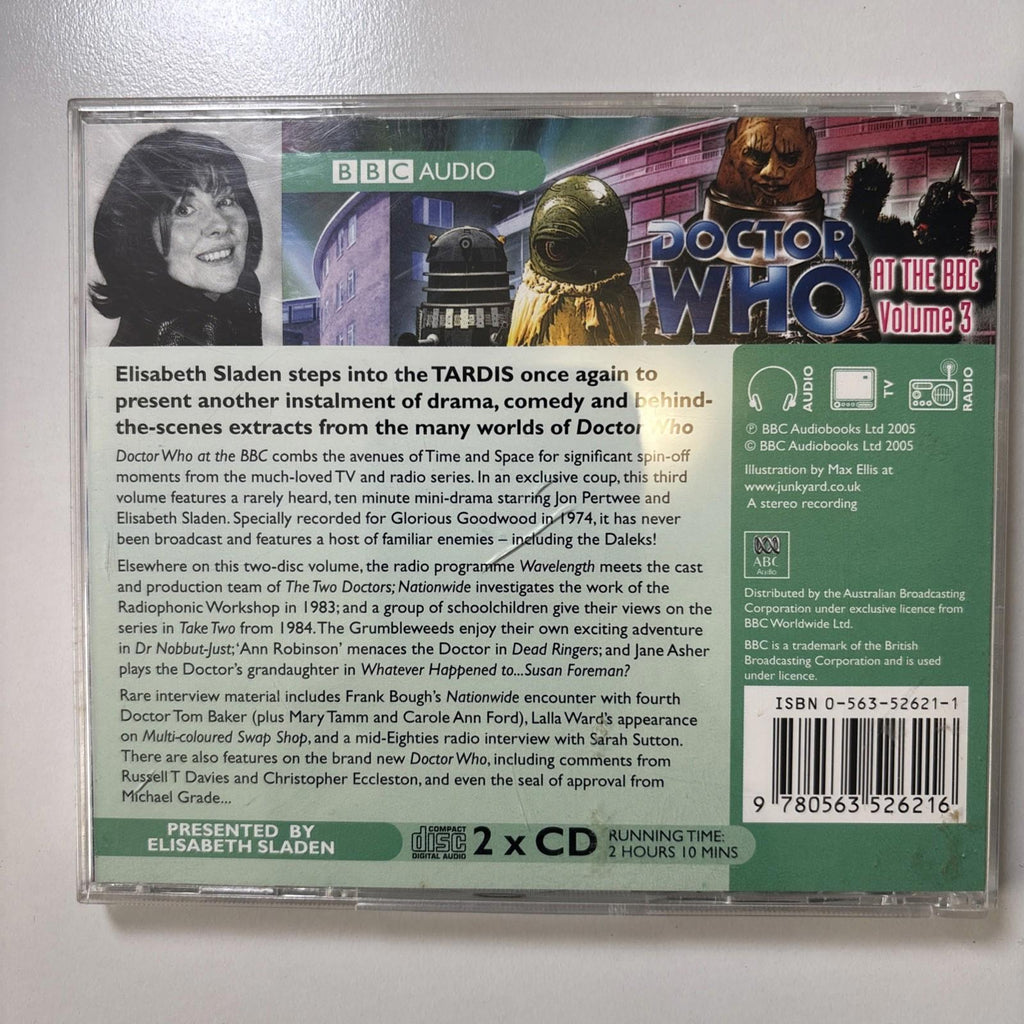 BBC AUDIO
DOCTOR
WHO
AT THE BBC
Volume 3
Elisabeth Sladen steps into the TARDIS once again to
present another instalment of drama, comedy and behind-
the-scenes extracts from the many worlds of Doctor Who
Doctor Who at the BBC combs the avenues of Time and Space for significant spin-off
moments from the much-loved TV and radio series. In an exclusive coup, this third
volume features a rarely heard, ten minute mini-drama starring Jon Pertwee and
Elisabeth Sladen. Specially recorded for Glorious Goodwood in 1974, it has never
been broadcast and features a host of familiar enemies – including the Daleks!
Elsewhere on this two-disc volume, the radio programme Wavelength meets the cast
and production team of The Two Doctors; Nationwide investigates the work of the
Radiophonic Workshop in 1983; and a group of schoolchildren give their views on the
series in Take Two from 1984. The Grumbleweeds enjoy their own exciting adventure
in Dr Nobbut-Just; 'Ann Robinson' menaces the Doctor in Dead Ringers; and Jane Asher
plays the Doctor's grandaughter in Whatever Happened to...Susan Foreman?
Rare interview material includes Frank Bough's Nationwide encounter with fourth
Doctor Tom Baker (plus Mary Tamm and Carole Ann Ford), Lalla Ward's appearance
on Multi-coloured Swap Shop, and a mid-Eighties radio interview with Sarah Sutton.
There are also features on the brand new Doctor Who, including comments from
Russell T Davies and Christopher Eccleston, and even the seal of approval from
Michael Grade...
PRESENTED BY
ELISABETH SLADEN
COMPACT
disc
DIGITAL AUDIO
2 x CD
RUNNING TIME:
2 HOURS 10 MINS
AUDIO
TV
RADIO
℗ BBC Audiobooks Ltd 2005
© BBC Audiobooks Ltd 2005
Illustration by Max Ellis at
www.junkyard.co.uk
A stereo recording
ABC
Audio
Distributed by the Australian Broadcasting
Corporation under exclusive licence from
BBC Worldwide Ltd.
BBC is a trademark of the British
Broadcasting Corporation and is used
under licence.
ISBN 0-563-52621-1
9 780563 526216